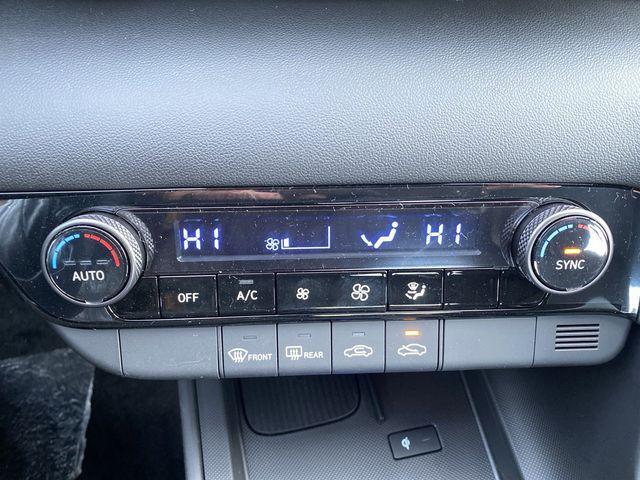 HI HI
AUTO SYNC
OFF A/C
FRONT REAR